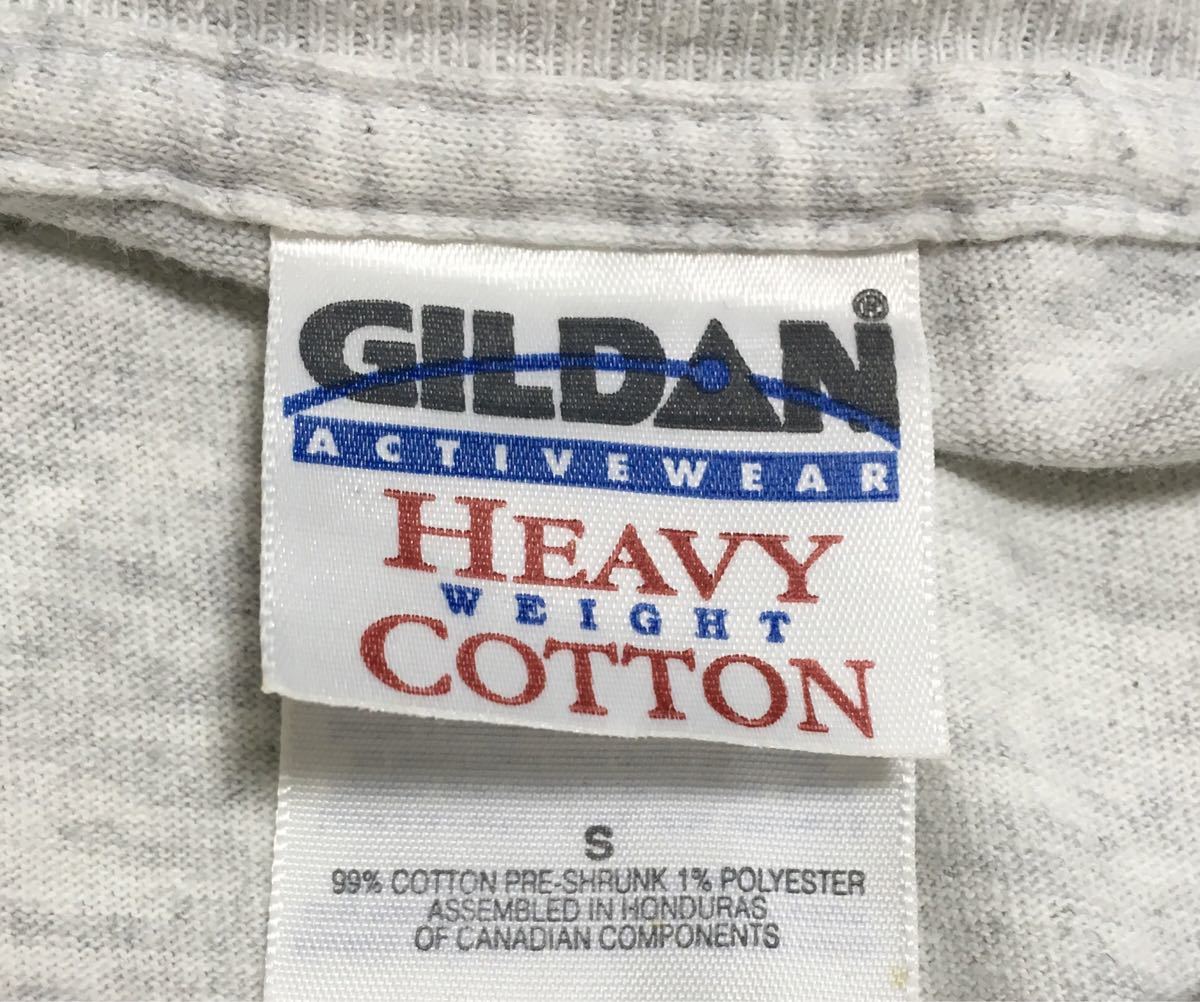 GILDAN®
ACTIVEWEAR
HEAVY
WEIGHT
COTTON
S
99% COTTON PRE-SHRUNK 1% POLYESTER
ASSEMBLED IN HONDURAS
OF CANADIAN COMPONENTS